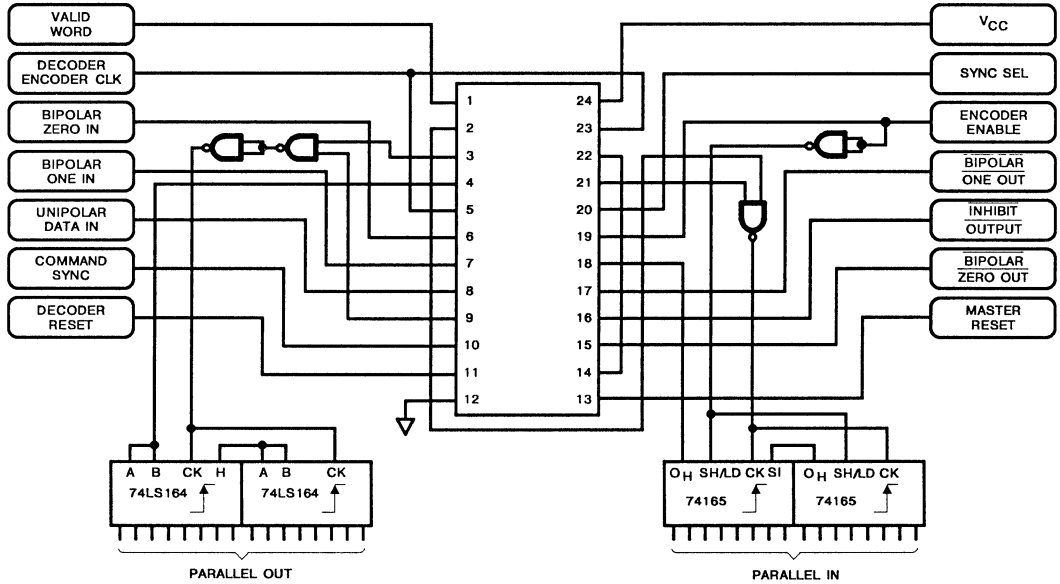 VALID
WORD
DECODER
ENCODER CLK
BIPOLAR
ZERO IN
BIPOLAR
ONE IN
UNIPOLAR
DATA IN
COMMAND
SYNC
DECODER
RESET
1
2
3
4
5
6
7
8
9
10
11
12
24
23
22
21
20
19
18
17
16
15
14
13
VCC
SYNC SEL
ENCODER
ENABLE
BIPOLAR
ONE OUT
INHIBIT
OUTPUT
BIPOLAR
ZERO OUT
MASTER
RESET
A B CK H A B CK
74LS164 74LS164
PARALLEL OUT
OH SH/LD CK SI OH SH/LD CK
74165 74165
PARALLEL IN